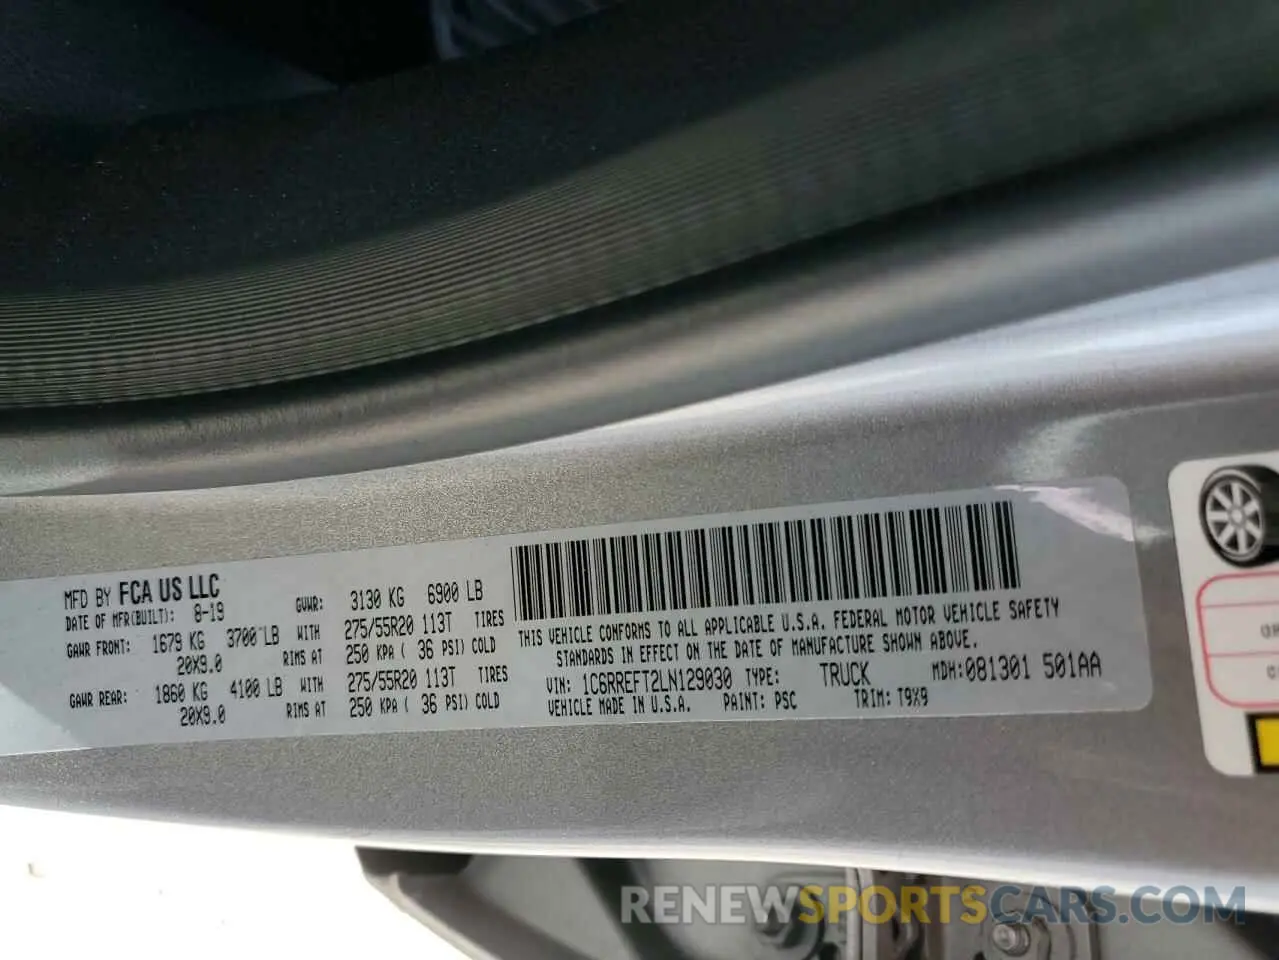 MFD BY FCA US LLC
DATE OF MFR(BUILT): 8-19 GVWR: 3130 KG 6900 LB
GAWR FRONT: 1679 KG 3700 LB WITH 275/55R20 113T TIRES
20X9.0 RIMS AT 250 KPA ( 36 PSI) COLD
GAWR REAR: 1860 KG 4100 LB WITH 275/55R20 113T TIRES
20X9.0 RIMS AT 250 KPA ( 36 PSI) COLD
THIS VEHICLE CONFORMS TO ALL APPLICABLE U.S.A. FEDERAL MOTOR VEHICLE SAFETY
STANDARDS IN EFFECT ON THE DATE OF MANUFACTURE SHOWN ABOVE.
VIN: 1C6RREFT2LN129030 TYPE: TRUCK MDH:081301 501AA
VEHICLE MADE IN U.S.A. PAINT: PSC TRIM: T9X9
RENEWSPORTSCARS.COM